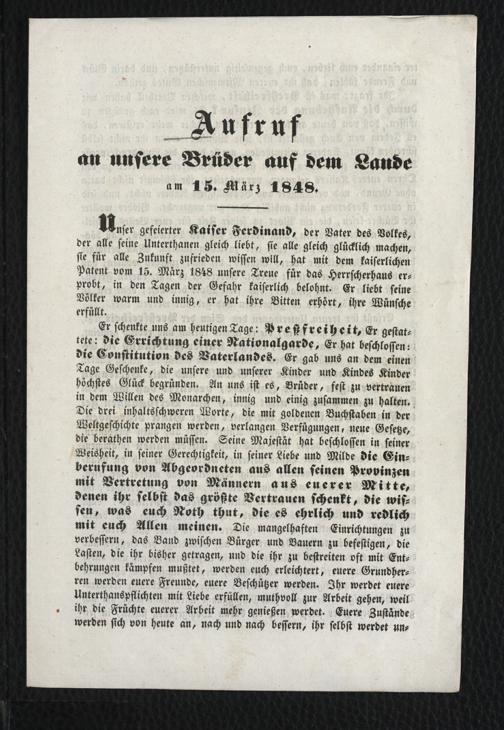 Aufruf
an unsere Brüder auf dem Lande
am 15. März 1848.
Unser gefeierter Kaiser Ferdinand, der Vater des Volkes,
der alle seine Unterthanen gleich liebt, sie alle gleich glücklich machen,
sie für alle Zukunft zufrieden wissen will, hat mit dem kaiserlichen
Patent vom 15. März 1848 unsere Treue für das Herrscherhaus er-
probt, in den Tagen der Gefahr kaiserlich belohnt. Er liebt seine
Völker warm und innig, er hat ihre Bitten erhört, ihre Wünsche
erfüllt.
Er schenkte uns am heutigen Tage: Preßfreiheit, Er gestat-
tete: die Errichtung einer Nationalgarde, Er hat beschlossen:
die Constitution des Vaterlandes. Er gab uns an dem einen
Tage Geschenke, die unsere und unserer Kinder und Kindes Kinder
höchstes Glück begründen. An uns ist es, Brüder, fest zu vertrauen
in dem Willen des Monarchen, innig und einig zusammen zu halten.
Die drei inhaltsschweren Worte, die mit goldenen Buchstaben in der
Weltgeschichte prangen werden, verlangen Verfügungen, neue Gesetze,
die berathen werden müssen. Seine Majestät hat beschlossen in seiner
Weisheit, in seiner Gerechtigkeit, in seiner Liebe und Milde die Ein-
berufung von Abgeordneten aus allen seinen Provinzen
mit Vertretung von Männern aus euerer Mitte,
denen ihr selbst das größte Vertrauen schenkt, die wis-
sen, was euch Noth thut, die es ehrlich und redlich
mit euch Allen meinen. Die mangelhaften Einrichtungen zu
verbessern, das Band zwischen Bürger und Bauern zu befestigen, die
Lasten, die ihr bisher getragen, und die ihr zu bestreiten oft mit Ent-
behrungen kämpfen mußtet, werden euch erleichtert, euere Grundher-
ren werden euere Freunde, euere Beschützer werden. Ihr werdet euere
Unterthanspflichten mit Liebe erfüllen, muthvoll zur Arbeit gehen, weil
ihr die Früchte euerer Arbeit mehr genießen werdet. Euere Zustände
werden sich von heute an, nach und nach bessern, ihr selbst werdet un-